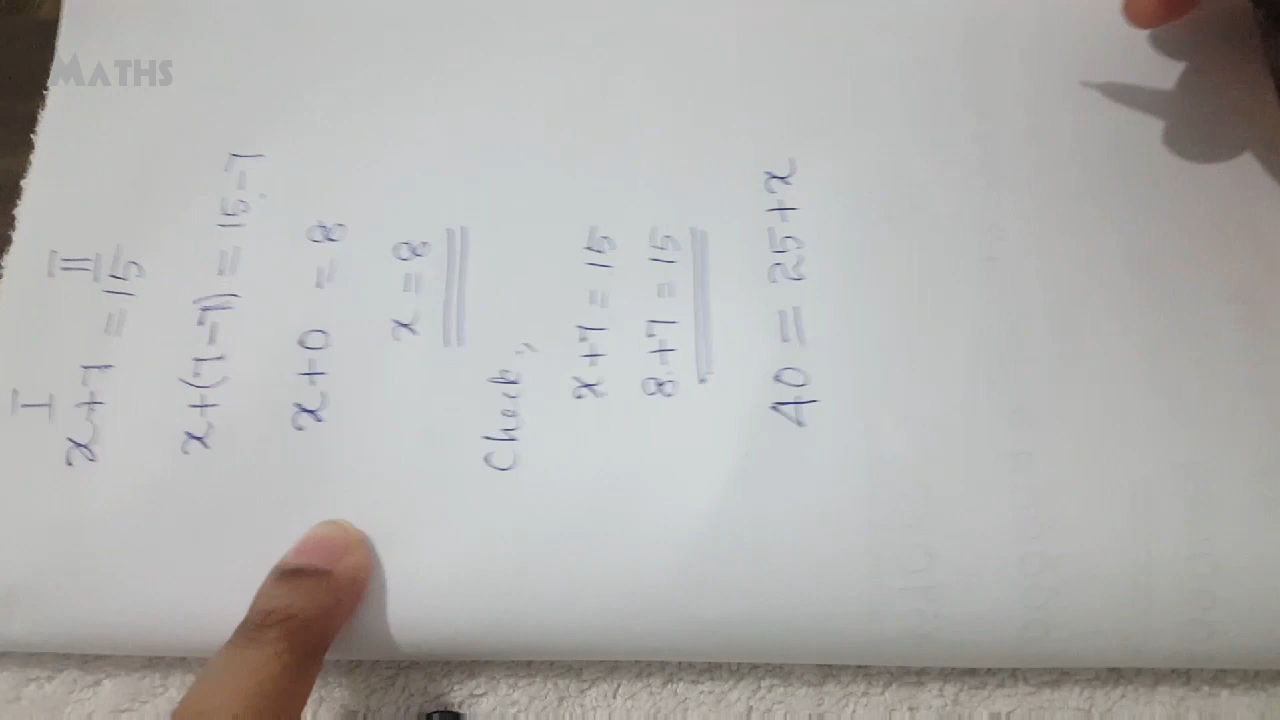 MATHS
I II
x+7 = 15
x+(7-7) = 15-7
x+0 = 8
x = 8
Check,
x+7 = 15
8+7 = 15
40 = 25+x